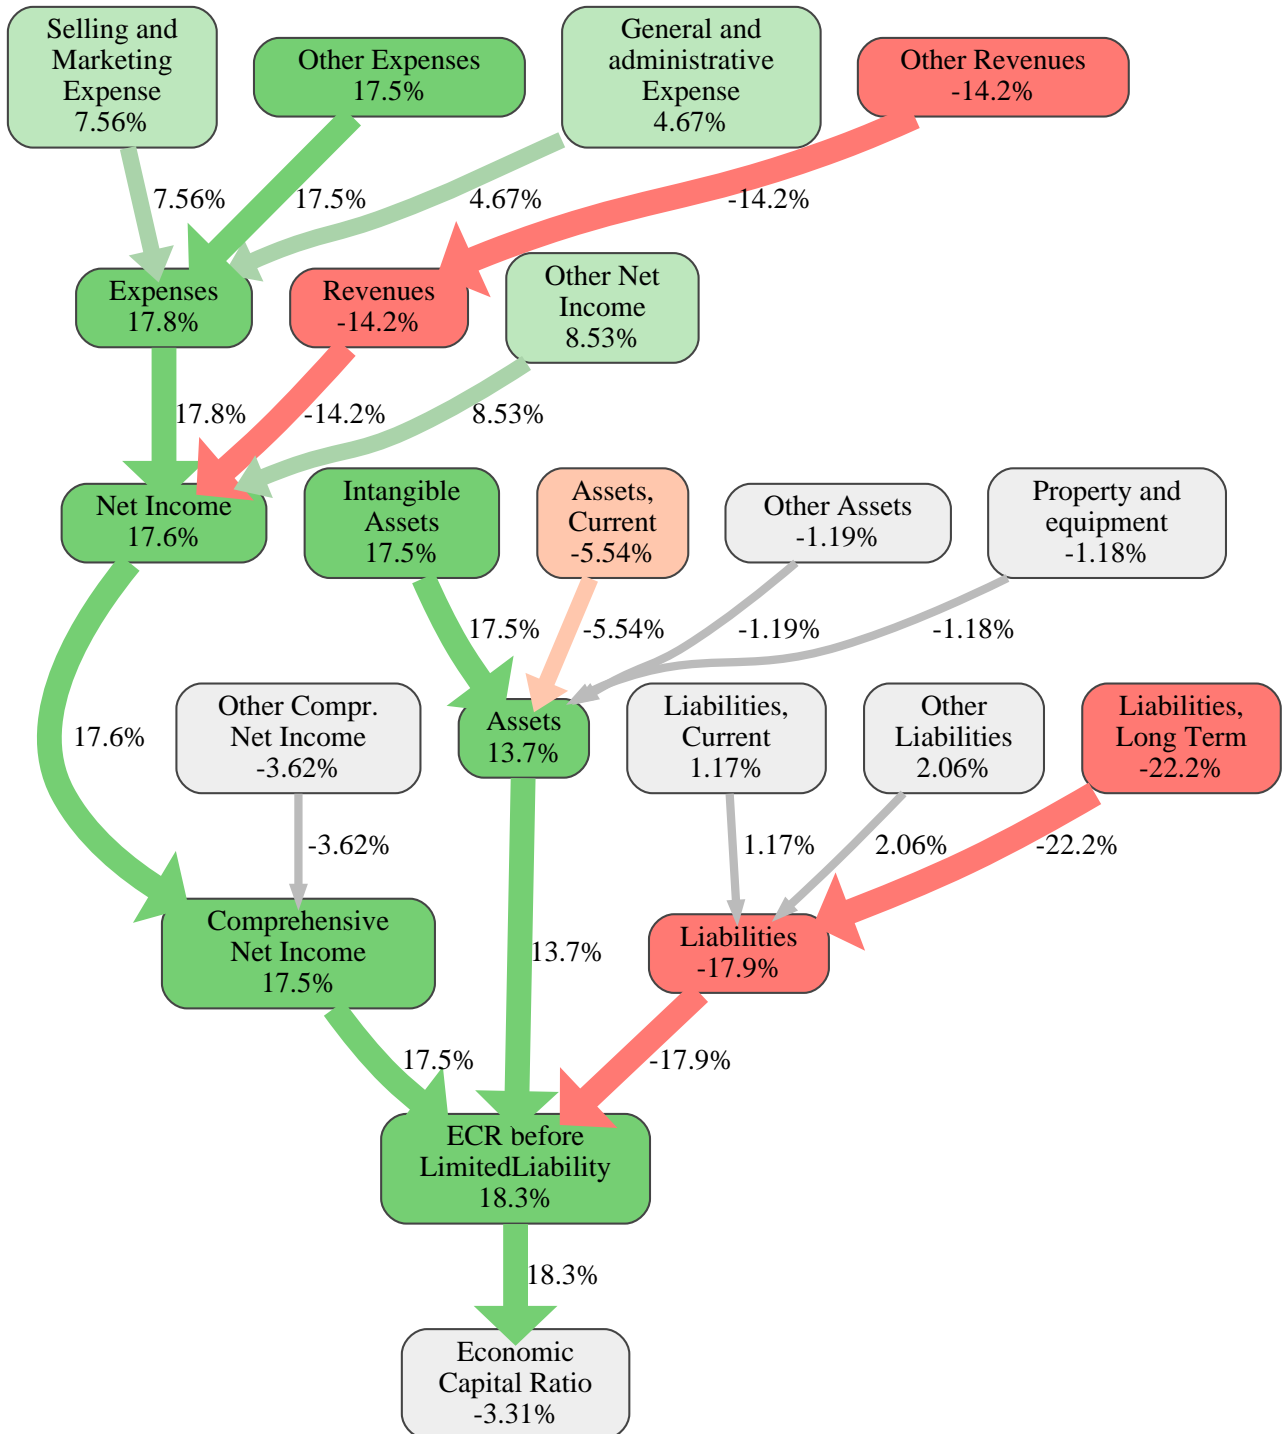 Selling and
Marketing
Expense
7.56%
Other Expenses
17.5%
General and
administrative
Expense
4.67%
Other Revenues
-14.2%
7.56%
17.5%
4.67%
-14.2%
Expenses
17.8%
Revenues
-14.2%
Other Net
Income
8.53%
17.8%
-14.2%
8.53%
Net Income
17.6%
Intangible
Assets
17.5%
Assets,
Current
-5.54%
Other Assets
-1.19%
Property and
equipment
-1.18%
17.5%
-5.54%
-1.19%
-1.18%
17.6%
Other Compr.
Net Income
-3.62%
Assets
13.7%
Liabilities,
Current
1.17%
Other
Liabilities
2.06%
Liabilities,
Long Term
-22.2%
-3.62%
1.17%
2.06%
-22.2%
Comprehensive
Net Income
17.5%
13.7%
Liabilities
-17.9%
17.5%
-17.9%
ECR before
LimitedLiability
18.3%
18.3%
Economic
Capital Ratio
-3.31%